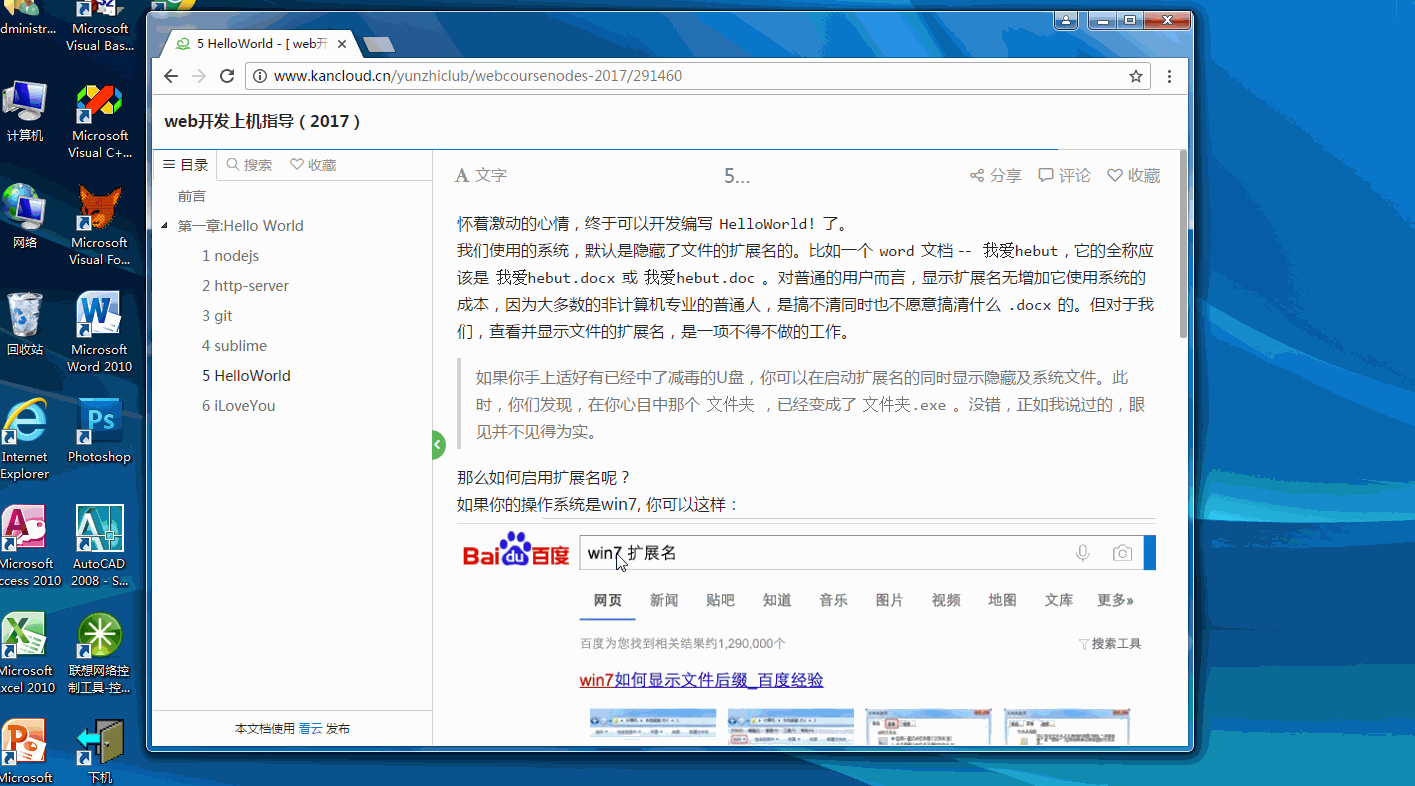 dministr...
Microsoft
Visual Bas...
计算机
Microsoft
Visual C+...
网络
Microsoft
Visual Fo...
回收站
Microsoft
Word 2010
Internet
Explorer
Photoshop
Microsoft
ccess 2010
AutoCAD
2008 - S...
Microsoft
xcel 2010
联想网络控
制工具-控...
Microsoft
下机
5 HelloWorld - [ web开
www.kancloud.cn/yunzhiclub/webcoursenodes-2017/291460
web开发上机指导（2017）
目录 搜索 收藏
前言
第一章:Hello World
1 nodejs
2 http-server
3 git
4 sublime
5 HelloWorld
6 iLoveYou
本文档使用 看云 发布
A 文字 5... 分享 评论 收藏
怀着激动的心情，终于可以开发编写 HelloWorld! 了。
我们使用的系统，默认是隐藏了文件的扩展名的。比如一个 word 文档 -- 我爱hebut，它的全称应
该是 我爱hebut.docx 或 我爱hebut.doc 。对普通的用户而言，显示扩展名无增加它使用系统的
成本，因为大多数的非计算机专业的普通人，是搞不清同时也不愿意搞清什么 .docx 的。但对于我
们，查看并显示文件的扩展名，是一项不得不做的工作。
如果你手上适好有已经中了减毒的U盘，你可以在启动扩展名的同时显示隐藏及系统文件。此
时，你们发现，在你心目中那个 文件夹 ，已经变成了 文件夹.exe 。没错，正如我说过的，眼
见并不见得为实。
那么如何启用扩展名呢？
如果你的操作系统是win7, 你可以这样：
Bai du 百度 win7 扩展名
网页 新闻 贴吧 知道 音乐 图片 视频 地图 文库 更多»
百度为您找到相关结果约1,290,000个 搜索工具
win7如何显示文件后缀_百度经验